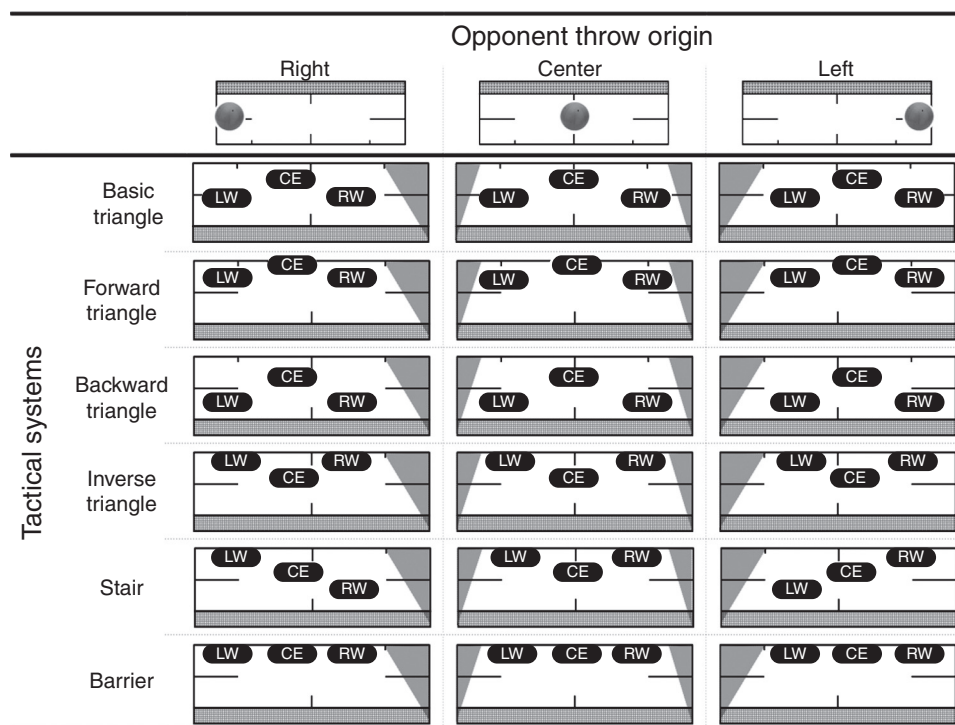 Opponent throw origin
Right Center Left
Tactical systems
Basic
triangle
CE CE CE
LW RW LW RW LW RW
Forward
triangle
CE CE CE
LW RW LW RW LW RW
Backward
triangle
CE CE CE
LW RW LW RW LW RW
Inverse
triangle
LW RW LW RW LW RW
CE CE CE
Stair
LW LW RW RW
CE CE CE
RW LW
Barrier
LW CE RW LW CE RW LW CE RW